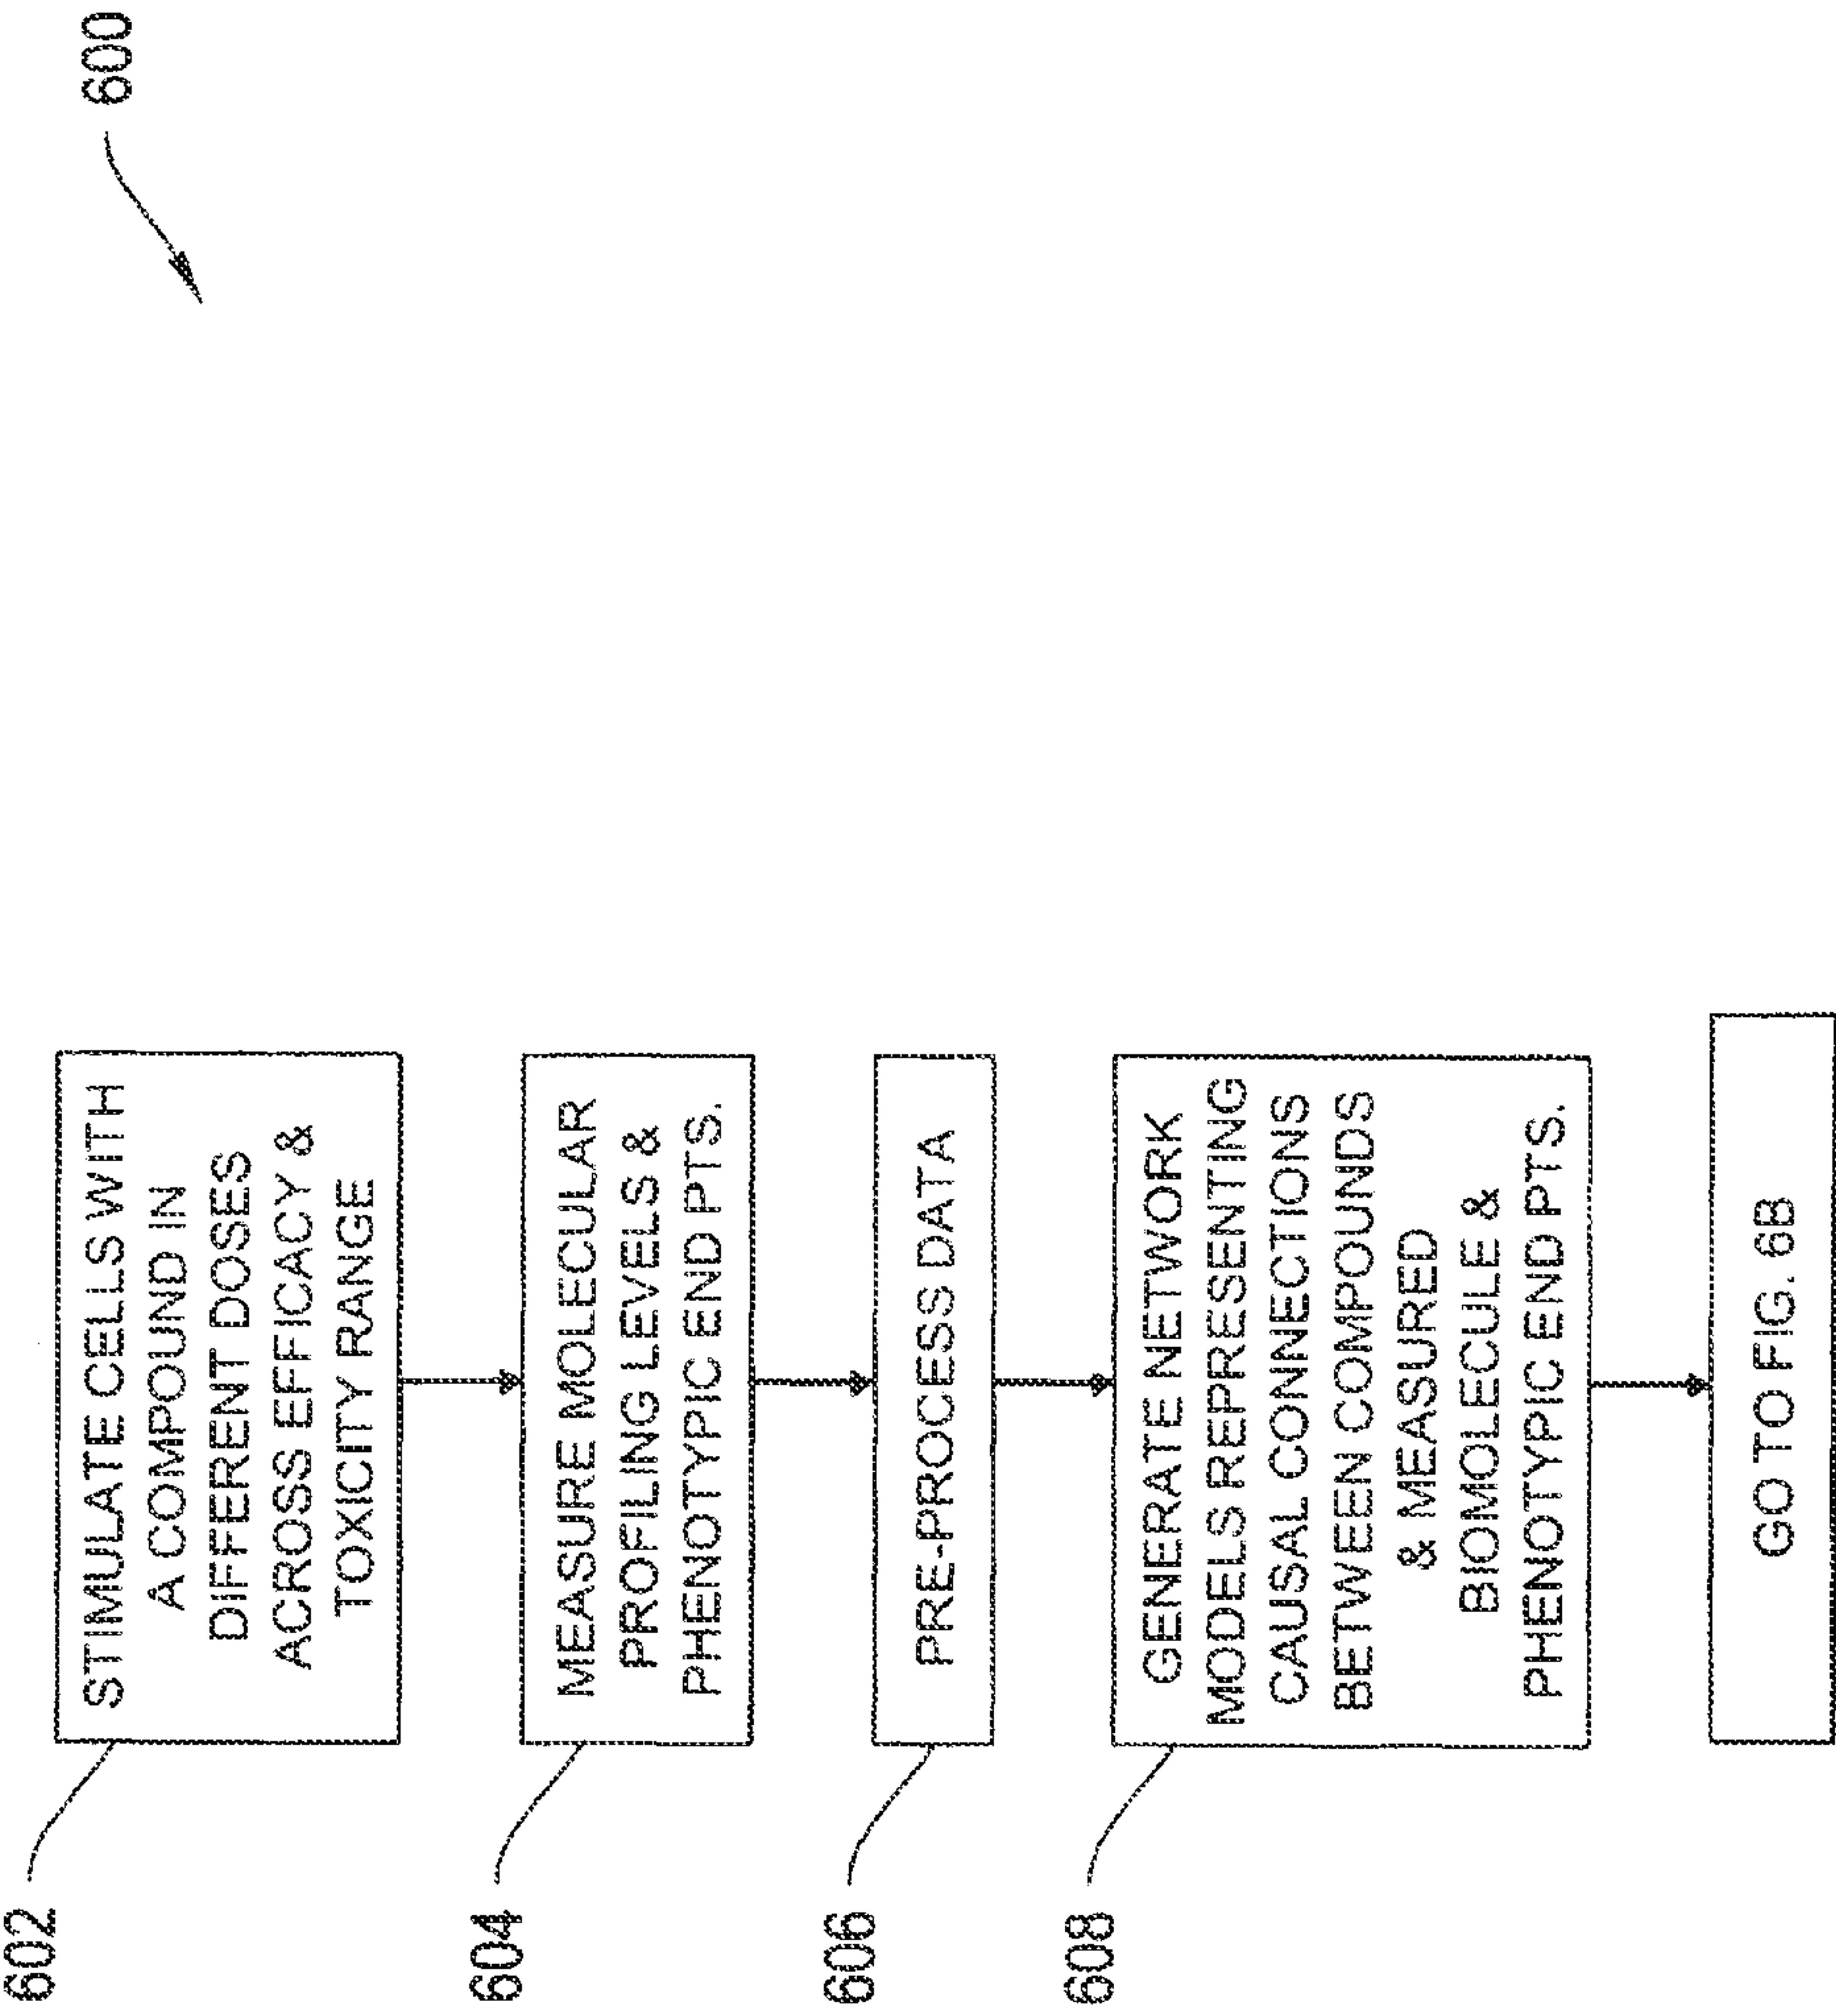 600
602
STIMULATE CELLS WITH
A COMPOUND IN
DIFFERENT DOSES
ACROSS EFFICACY &
TOXICITY RANGE
604
MEASURE MOLECULAR
PROFILING LEVELS &
PHENOTYPIC END PTS.
606
PRE-PROCESS DATA
608
GENERATE NETWORK
MODELS REPRESENTING
CAUSAL CONNECTIONS
BETWEEN COMPOUNDS
& MEASURED
BIOMOLECULE &
PHENOTYPIC END PTS.
GO TO FIG. 6B